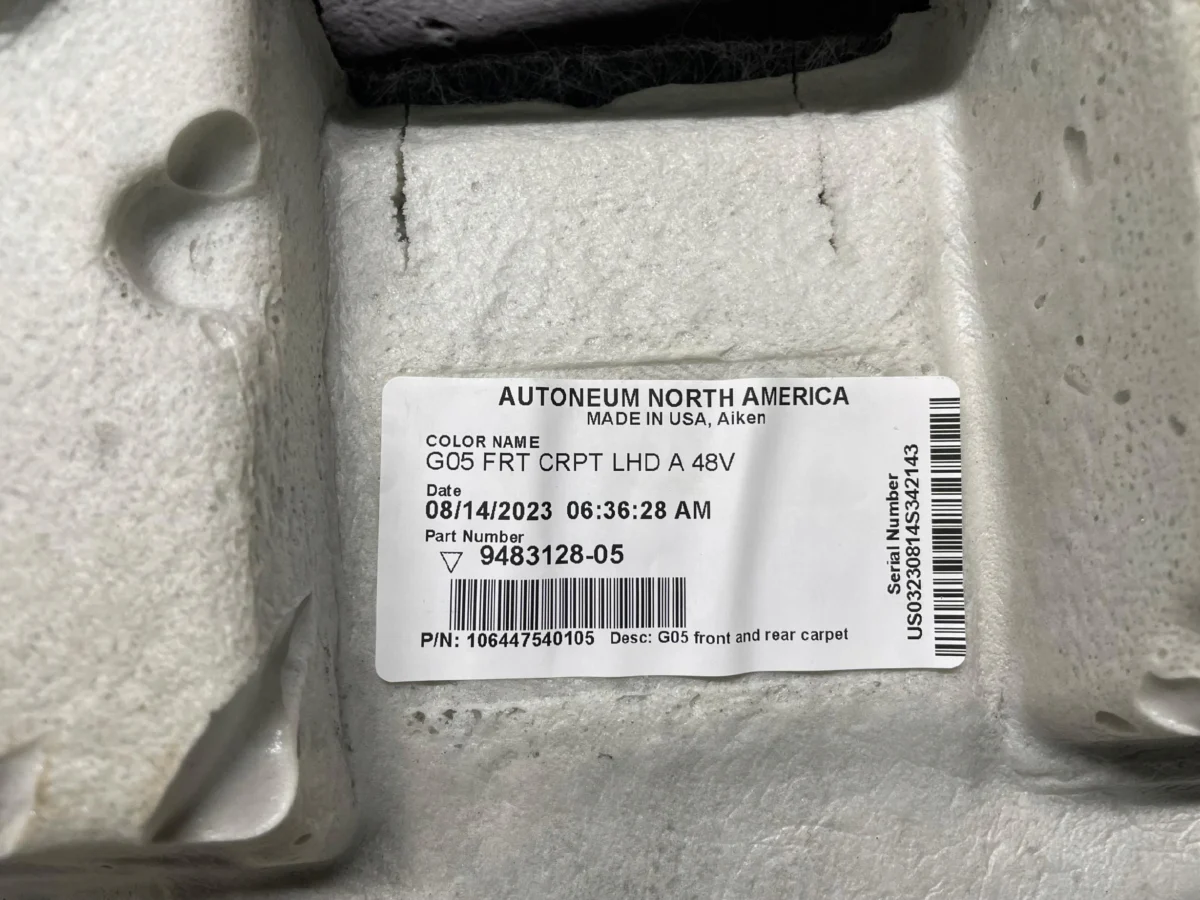 AUTONEUM NORTH AMERICA
MADE IN USA, Aiken
COLOR NAME
G05 FRT CRPT LHD A 48V
Date
08/14/2023 06:36:28 AM
Part Number
9483128-05
P/N: 106447540105 Desc: G05 front and rear carpet
Serial Number
US03230814S342143